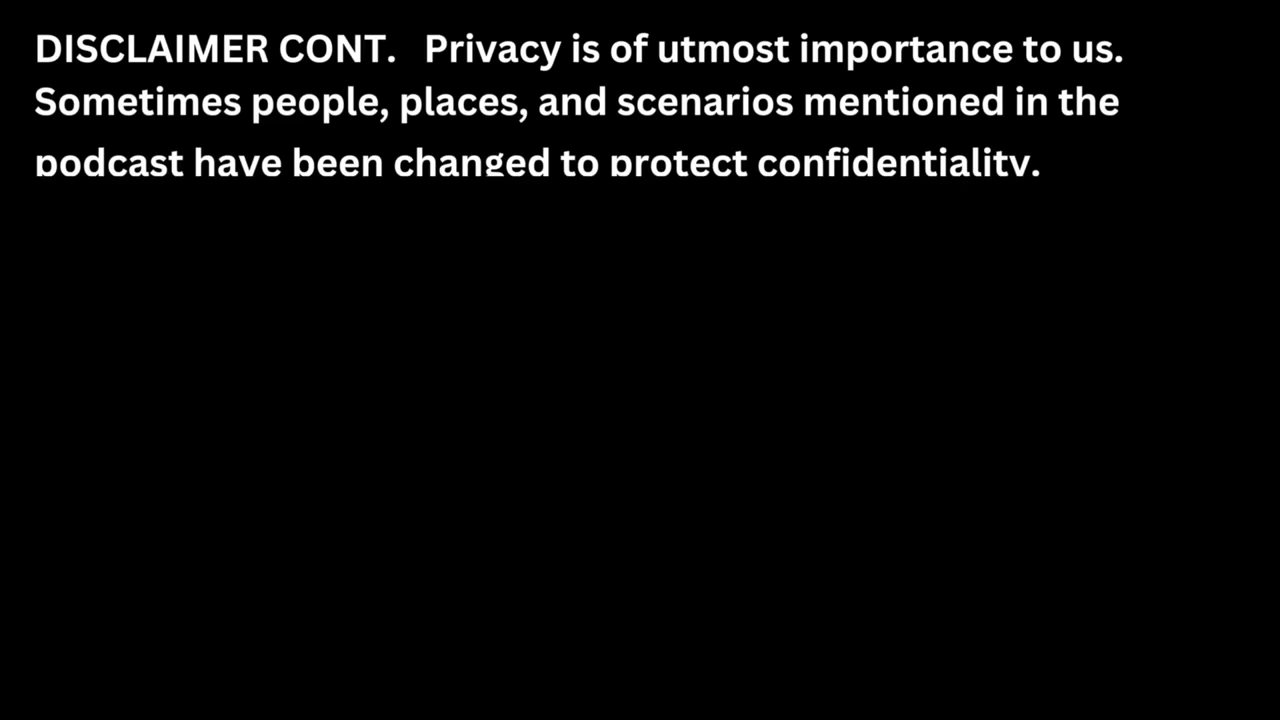 DISCLAIMER CONT. Privacy is of utmost importance to us.
Sometimes people, places, and scenarios mentioned in the
podcast have been changed to protect confidentiality.